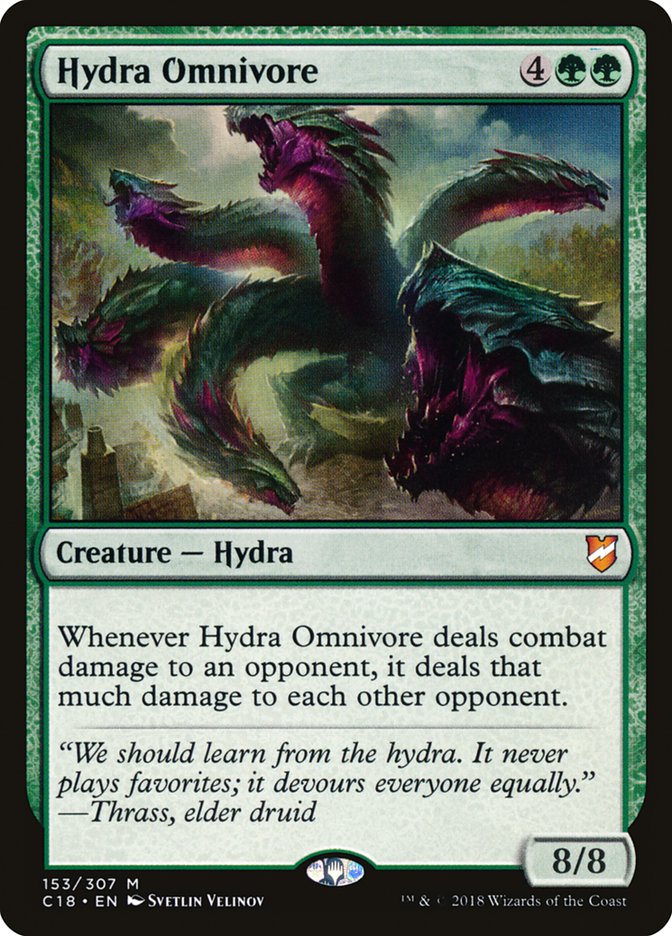 Hydra Omnivore 4
Creature — Hydra
Whenever Hydra Omnivore deals combat
damage to an opponent, it deals that
much damage to each other opponent.
“We should learn from the hydra. It never
plays favorites; it devours everyone equally.”
—Thrass, elder druid
8/8
153/307 M
C18 • EN Svetlin Velinov
™ & © 2018 Wizards of the Coast